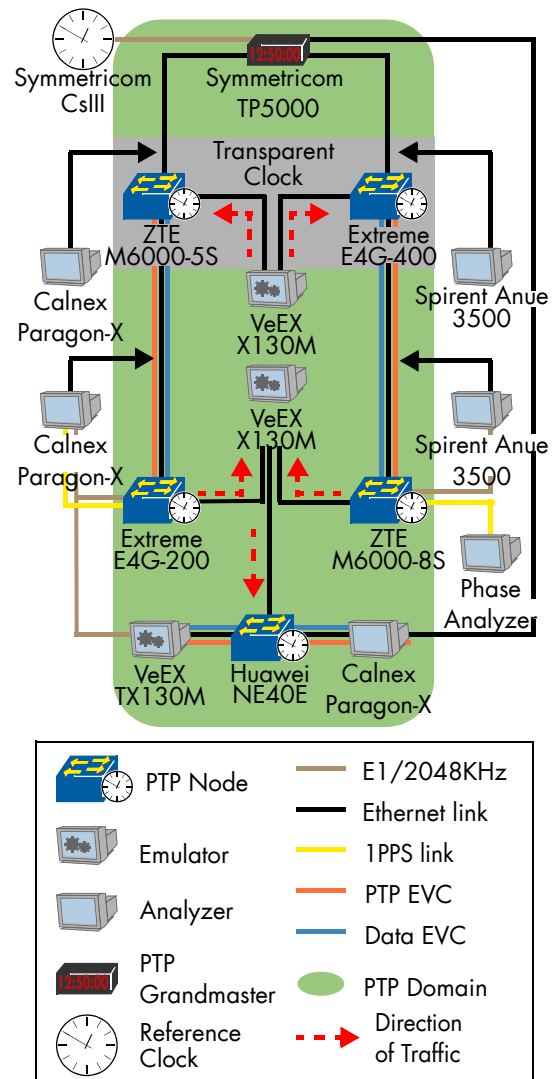 12:50:00
Symmetricom
CsIII
Symmetricom
TP5000
Transparent
Clock
ZTE
M6000-5S
Extreme
E4G-400
Calnex
Paragon-X
VeEX
X130M
Spirent Anue
3500
VeEX
X130M
Calnex
Paragon-X
Spirent Anue
3500
Extreme
E4G-200
ZTE
M6000-8S
Phase
Analyzer
VeEX
TX130M
Huawei
NE40E
Calnex
Paragon-X
PTP Node
Emulator
Analyzer
12:50:00
PTP
Grandmaster
Reference
Clock
E1/2048KHz
Ethernet link
1PPS link
PTP EVC
Data EVC
PTP Domain
Direction
of Traffic